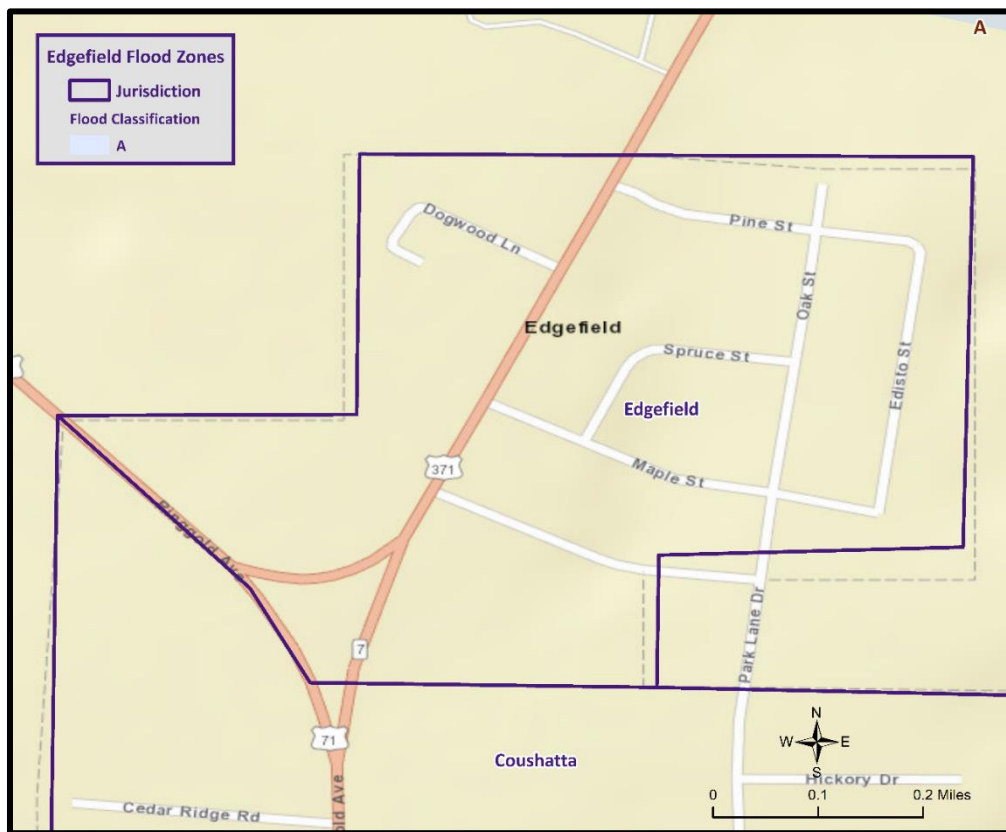 A
Edgefield Flood Zones
Jurisdiction
Flood Classification
A
Dogwood Ln
Pine St
Oak St
Edgefield
Spruce St
Edisto St
Edgefield
371
Maple St
Ringgold Ave
Park Lane Dr
7
71
Coushatta
N
W E
S
Hickory Dr
0 0.1 0.2 Miles
Cedar Ridge Rd
old Ave